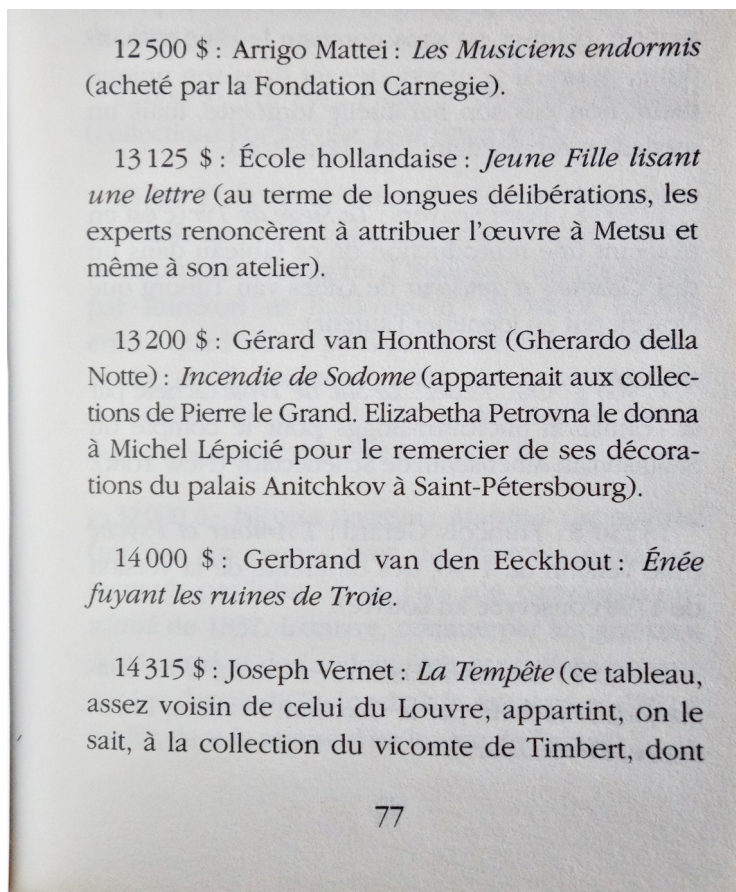 12 500 $ : Arrigo Mattei : Les Musiciens endormis
(acheté par la Fondation Carnegie).
13 125 $ : École hollandaise : Jeune Fille lisant
une lettre (au terme de longues délibérations, les
experts renoncèrent à attribuer l’œuvre à Metsu et
même à son atelier).
13 200 $ : Gérard van Honthorst (Gherardo della
Notte) : Incendie de Sodome (appartenait aux collec-
tions de Pierre le Grand. Elizabetha Petrovna le donna
à Michel Lépicié pour le remercier de ses décora-
tions du palais Anitchkov à Saint-Pétersbourg).
14 000 $ : Gerbrand van den Eeckhout : Énée
fuyant les ruines de Troie.
14 315 $ : Joseph Vernet : La Tempête (ce tableau,
assez voisin de celui du Louvre, appartint, on le
sait, à la collection du vicomte de Timbert, dont
77